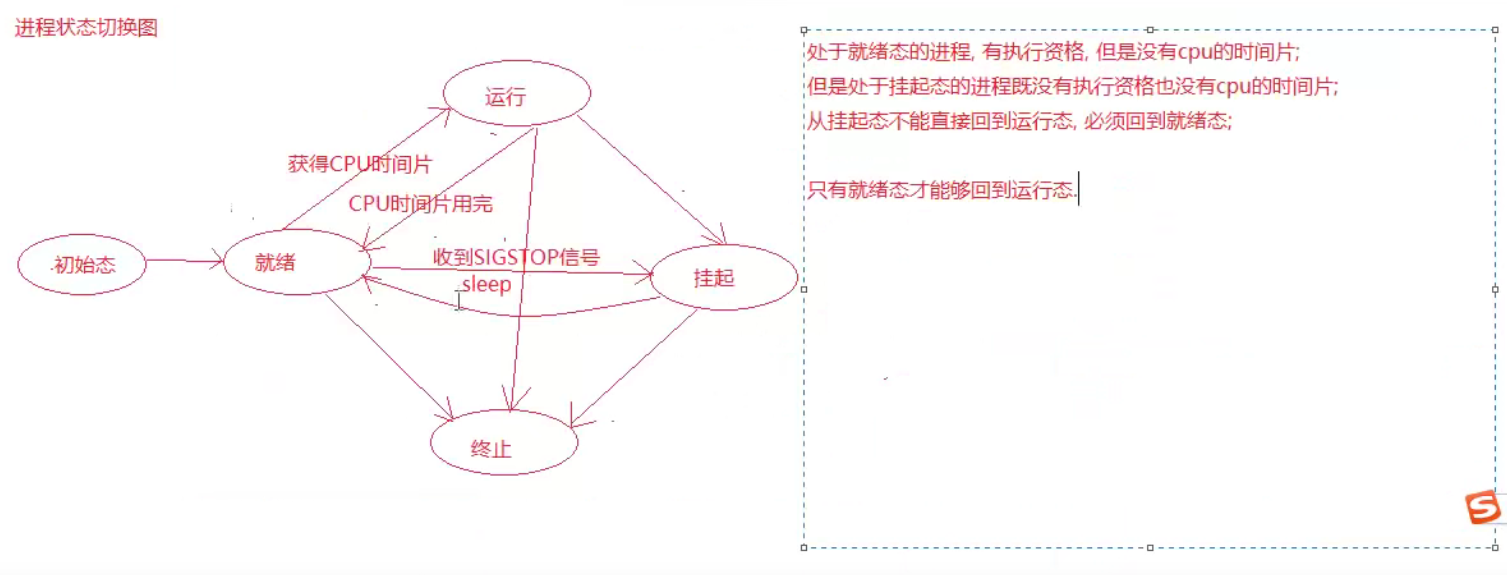 进程状态切换图
处于就绪态的进程, 有执行资格, 但是没有cpu的时间片;
但是处于挂起态的进程既没有执行资格也没有cpu的时间片;
从挂起态不能直接回到运行态, 必须回到就绪态;
只有就绪态才能够回到运行态.
运行
获得CPU时间片
CPU时间片用完
初始态
就绪
收到SIGSTOP信号
sleep
挂起
终止
S